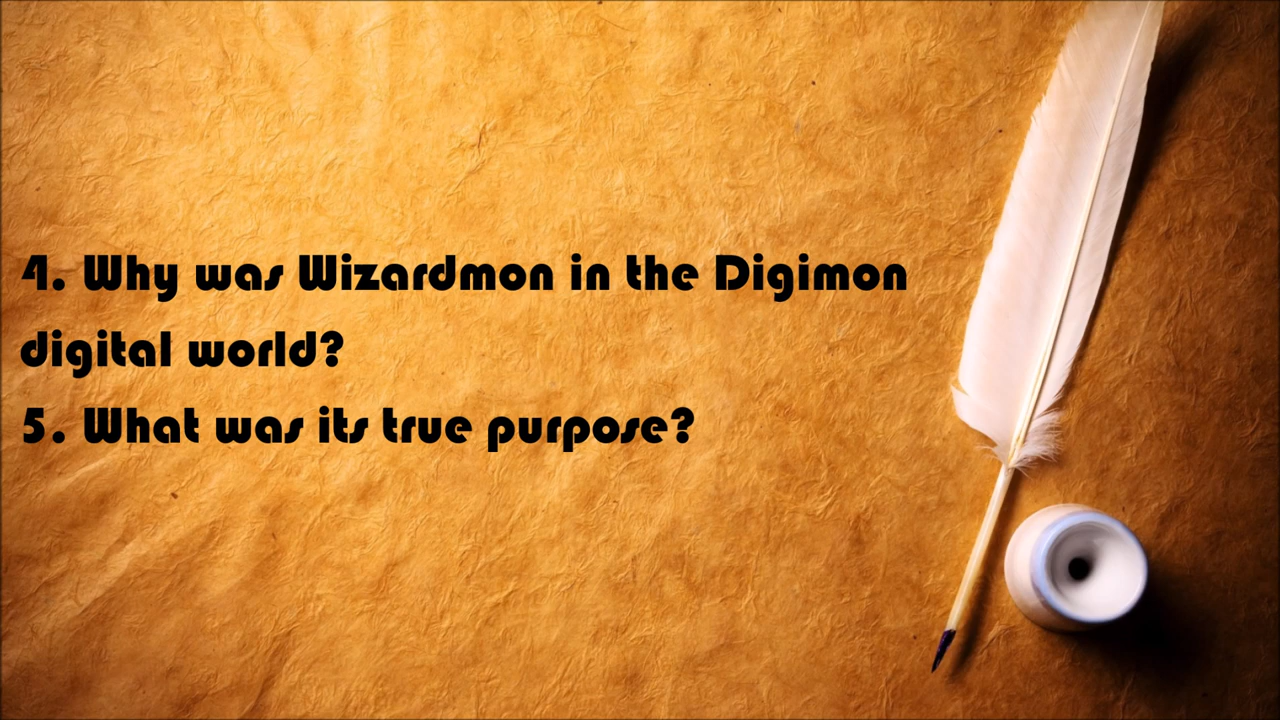 4. Why was Wizardmon in the Digimon
digital world?
5. What was its true purpose?